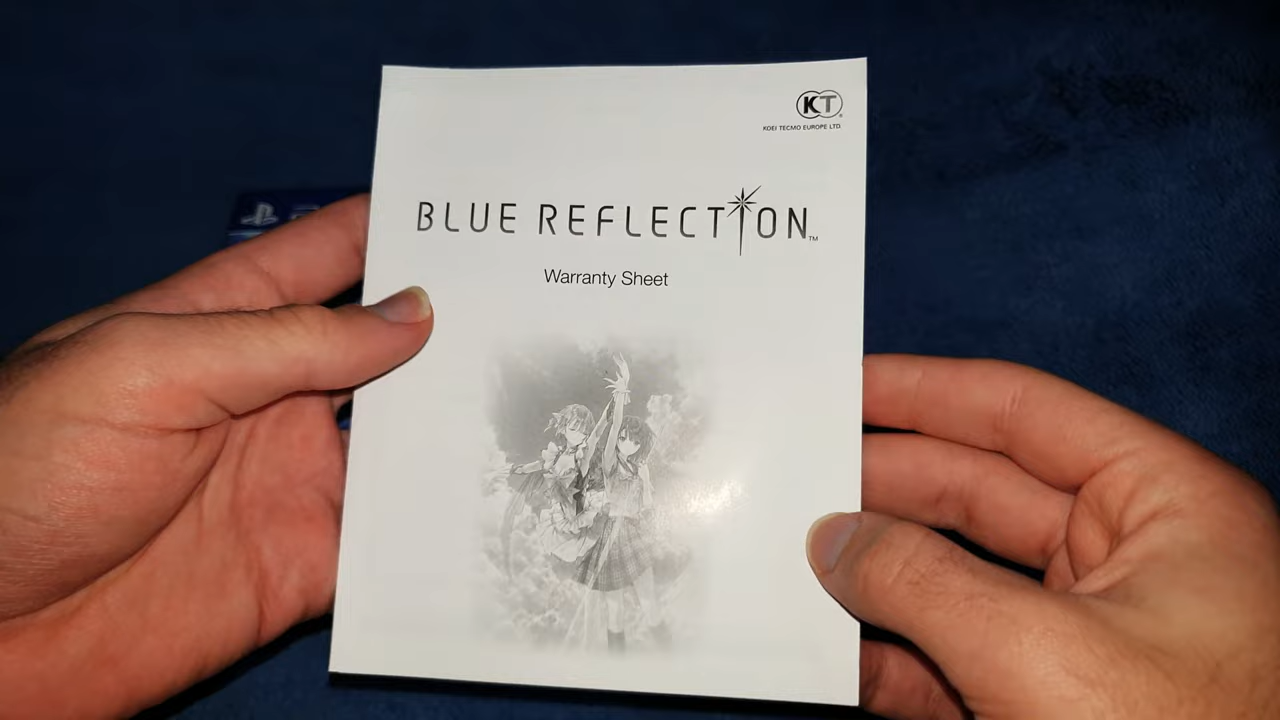 KT
KOEI TECMO EUROPE LTD.
BLUE REFLECTION™
Warranty Sheet